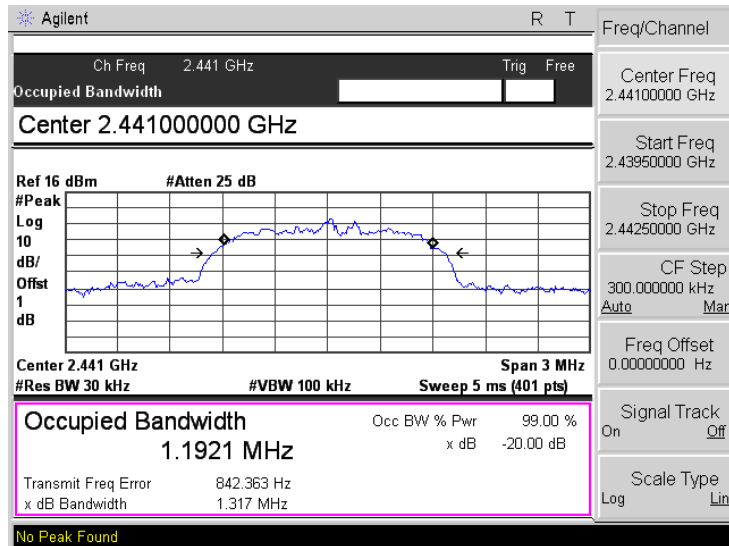 Agilent R T
Freq/Channel
Ch Freq 2.441 GHz Trig Free
Occupied Bandwidth
Center 2.441000000 GHz
Center Freq
2.44100000 GHz
Start Freq
2.43950000 GHz
Stop Freq
2.44250000 GHz
CF Step
300.000000 kHz
Auto Man
Freq Offset
0.00000000 Hz
Signal Track
On Off
Scale Type
Log Lin
Ref 16 dBm #Atten 25 dB
#Peak
Log
10
dB/
Offst
1
dB
Center 2.441 GHz Span 3 MHz
#Res BW 30 kHz #VBW 100 kHz Sweep 5 ms (401 pts)
Occupied Bandwidth Occ BW % Pwr 99.00 %
1.1921 MHz x dB -20.00 dB
Transmit Freq Error 842.363 Hz
x dB Bandwidth 1.317 MHz
No Peak Found